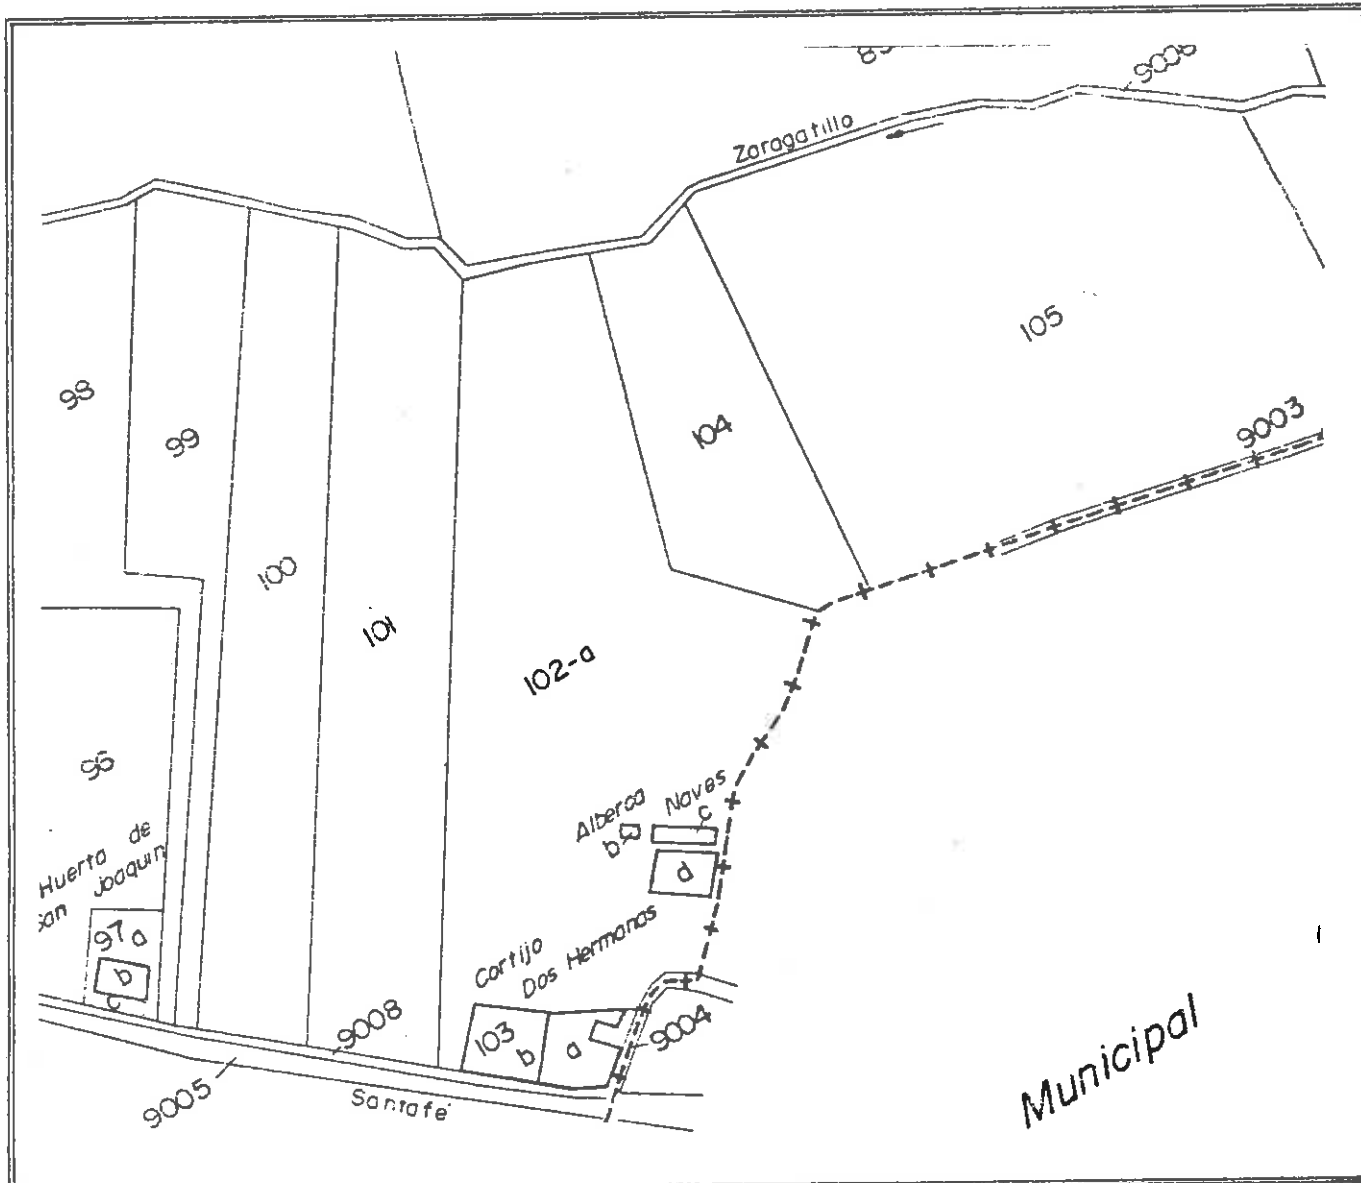 9006
Zaragatillo
105
98
99
104
9003
100
101
102-a
96
Huerta de
San Joaquin
Alberca
Naves
b
c
d
97
a
b
c
Cortijo
Dos Hermanas
103
b
a
9008
9004
9005
Santafe
Municipal